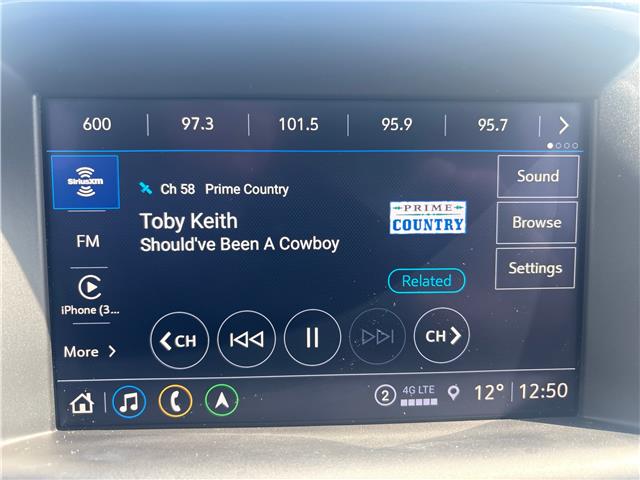 600 97.3 101.5 95.9 95.7
SiriusXM
Ch 58 Prime Country
Sound
Toby Keith
Should've Been A Cowboy
PRIME
COUNTRY
Browse
FM
Related
Settings
iPhone (3...
More
CH
CH
2 4G LTE 12° 12:50